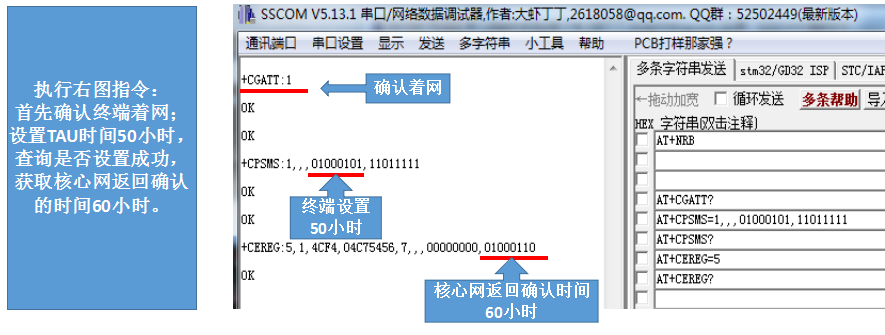 执行右图指令：
首先确认终端着网；
设置TAU时间50小时，
查询是否设置成功，
获取核心网返回确认
的时间60小时。
SSCOM V5.13.1 串口/网络数据调试器,作者:大虾丁丁,2618058@qq.com. QQ群：52502449(最新版本)
通讯端口 串口设置 显示 发送 多字符串 小工具 帮助 PCB打样那家强？
+CGATT:1
确认着网
OK
OK
+CPSMS:1,,,01000101,11011111
OK
终端设置
50小时
OK
+CEREG:5,1,4CF4,04C75456,7,,,00000000,01000110
OK
核心网返回确认时间
60小时
多条字符串发送 stm32/GD32 ISP STC/IAP
←拖动加宽 循环发送 多条帮助 导入
HEX 字符串(双击注释)
AT+NRB
AT+CGATT?
AT+CPSMS=1,,,01000101,11011111
AT+CPSMS?
AT+CEREG=5
AT+CEREG?